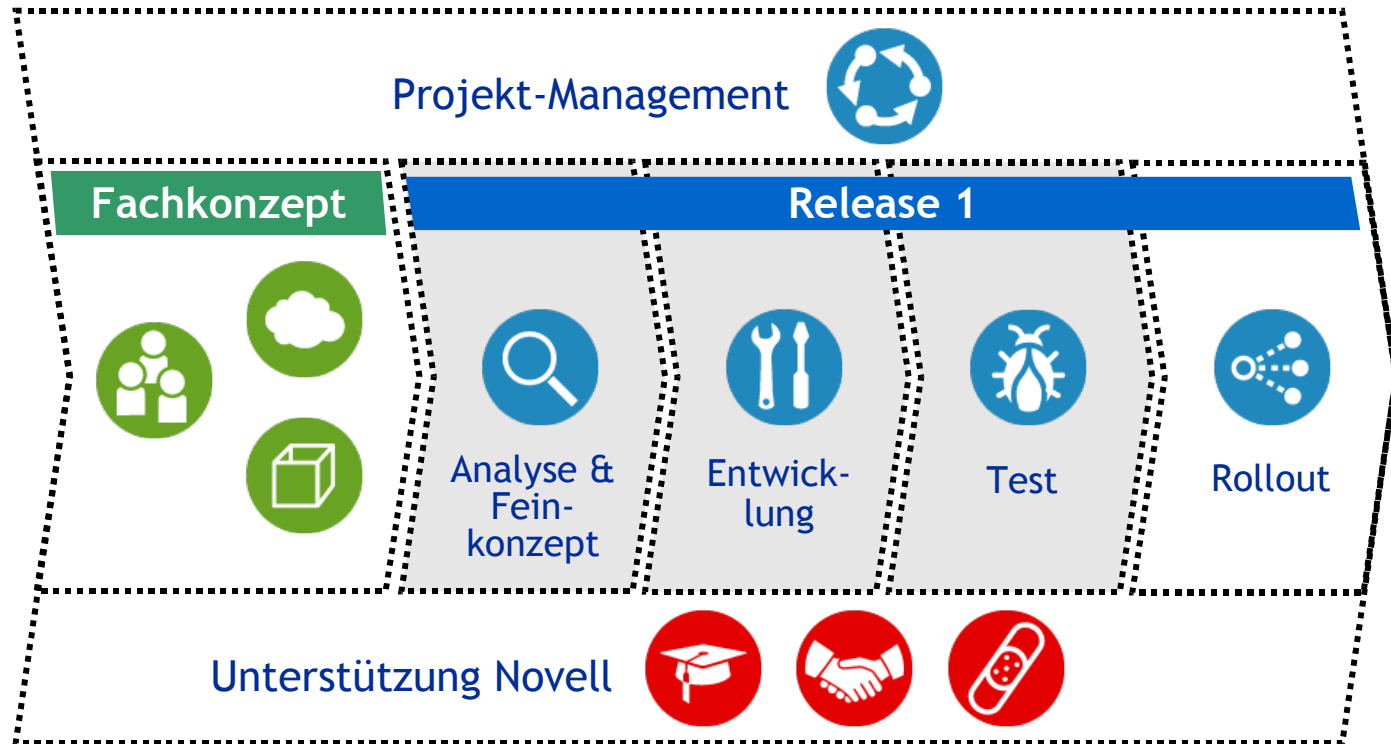 Projekt-Management
Fachkonzept
Release 1
Analyse &
Fein-
konzept
Entwick-
lung
Test
Rollout
Unterstützung Novell